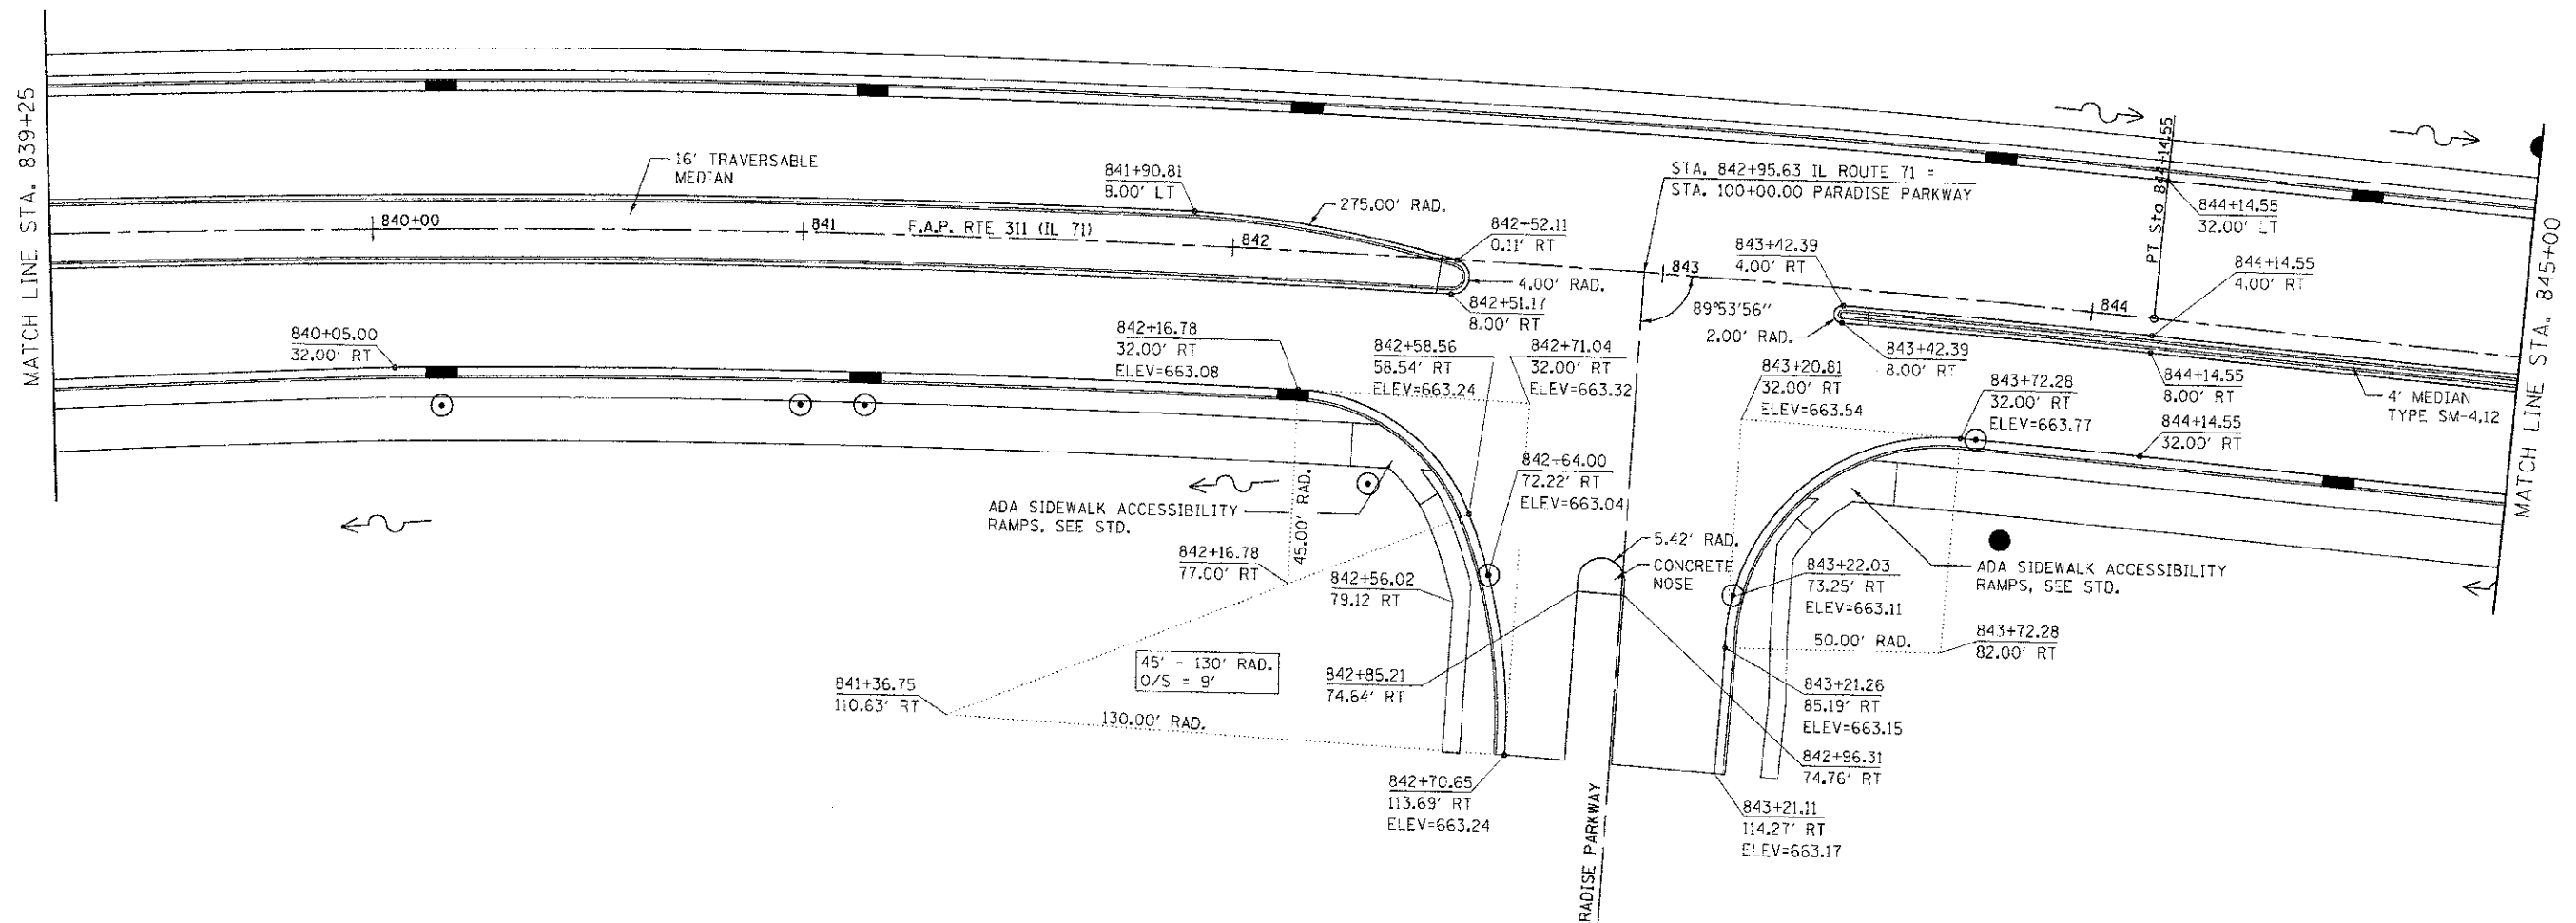 MATCH LINE STA. 839+25
16' TRAVERSABLE
MEDIAN
841+90.81
8.00' LT
275.00' RAD.
STA. 842+95.63 IL ROUTE 71 =
STA. 100+00.00 PARADISE PARKWAY
PT Sta 844+14.55
844+14.55
32.00' LT
840+00
841
F.A.P. RTE 311 (IL 71)
842
842+52.11
0.11' RT
843
843+42.39
4.00' RT
844+14.55
4.00' RT
4.00' RAD.
842+51.17
8.00' RT
89°53'56"
2.00' RAD.
844
843+42.39
8.00' RT
844+14.55
8.00' RT
4' MEDIAN
TYPE SM-4.12
MATCH LINE STA. 845+00
840+05.00
32.00' RT
842+16.78
32.00' RT
ELEV=663.08
842+58.56
58.54' RT
ELEV=663.24
842+71.04
32.00' RT
ELEV=663.32
843+20.81
32.00' RT
ELEV=663.54
843+72.28
32.00' RT
ELEV=663.77
844+14.55
32.00' RT
842+64.00
72.22' RT
ELEV=663.04
ADA SIDEWALK ACCESSIBILITY
RAMPS, SEE STD.
45.00' RAD.
842+16.78
77.00' RT
842+56.02
79.12 RT
5.42' RAD.
CONCRETE
NOSE
843+22.03
73.25' RT
ELEV=663.11
ADA SIDEWALK ACCESSIBILITY
RAMPS, SEE STD.
50.00' RAD.
843+72.28
82.00' RT
45' - 130' RAD.
O/S = 9'
841+36.75
110.63' RT
130.00' RAD.
842+85.21
74.64' RT
843+21.26
85.19' RT
ELEV=663.15
842+96.31
74.76' RT
842+70.65
113.69' RT
ELEV=663.24
843+21.11
114.27' RT
ELEV=663.17
RADISE PARKWAY